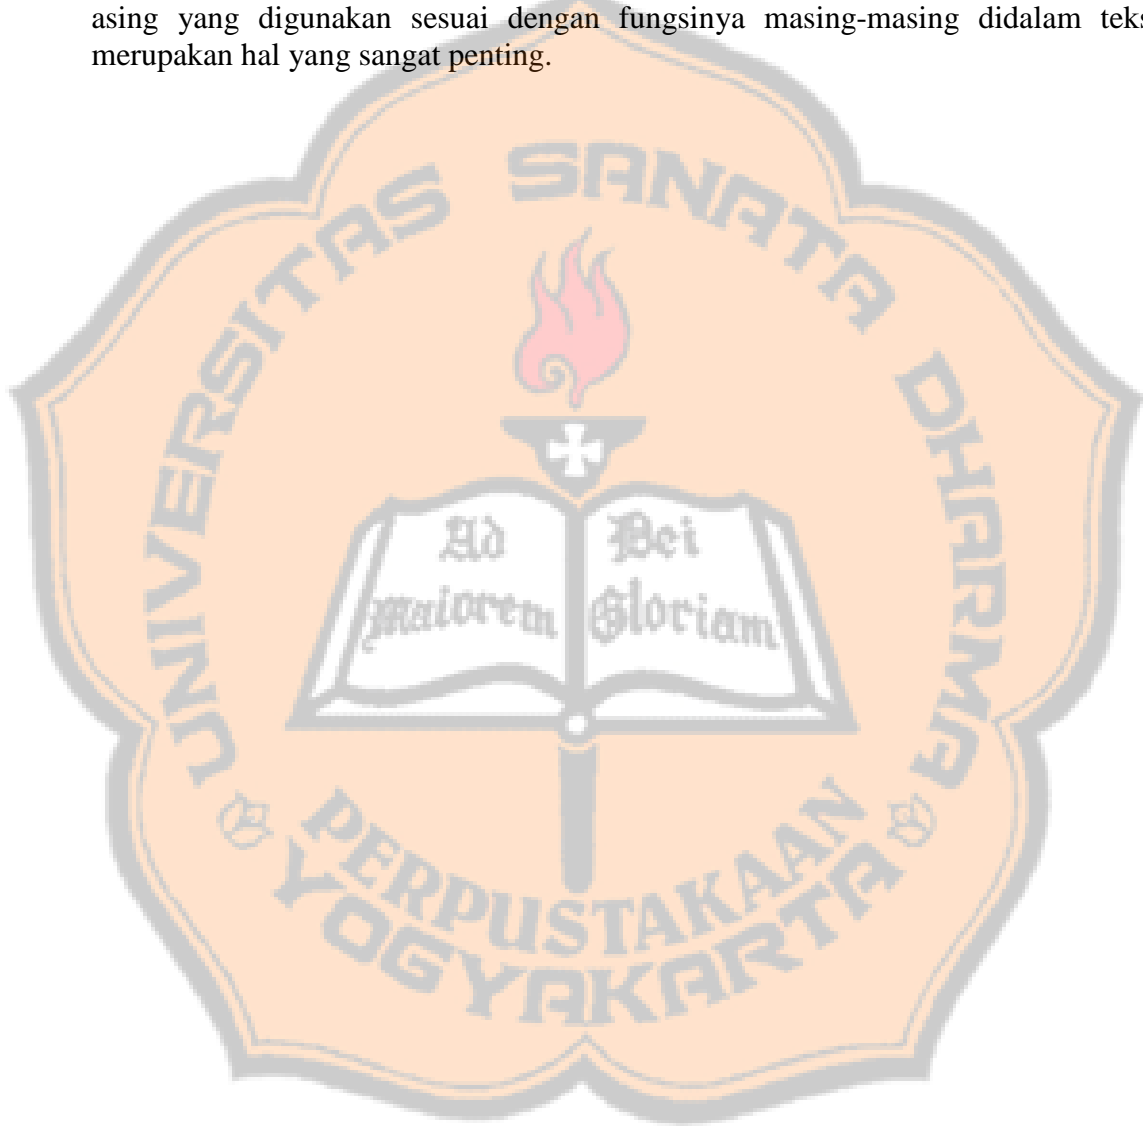 asing yang digunakan sesuai dengan fungsinya masing-masing didalam teks
merupakan hal yang sangat penting.
UNIVERSITAS SANATA DHARMA
Ad Dei
Maiorem Gloriam
PERPUSTAKAAN
YOGYAKARTA